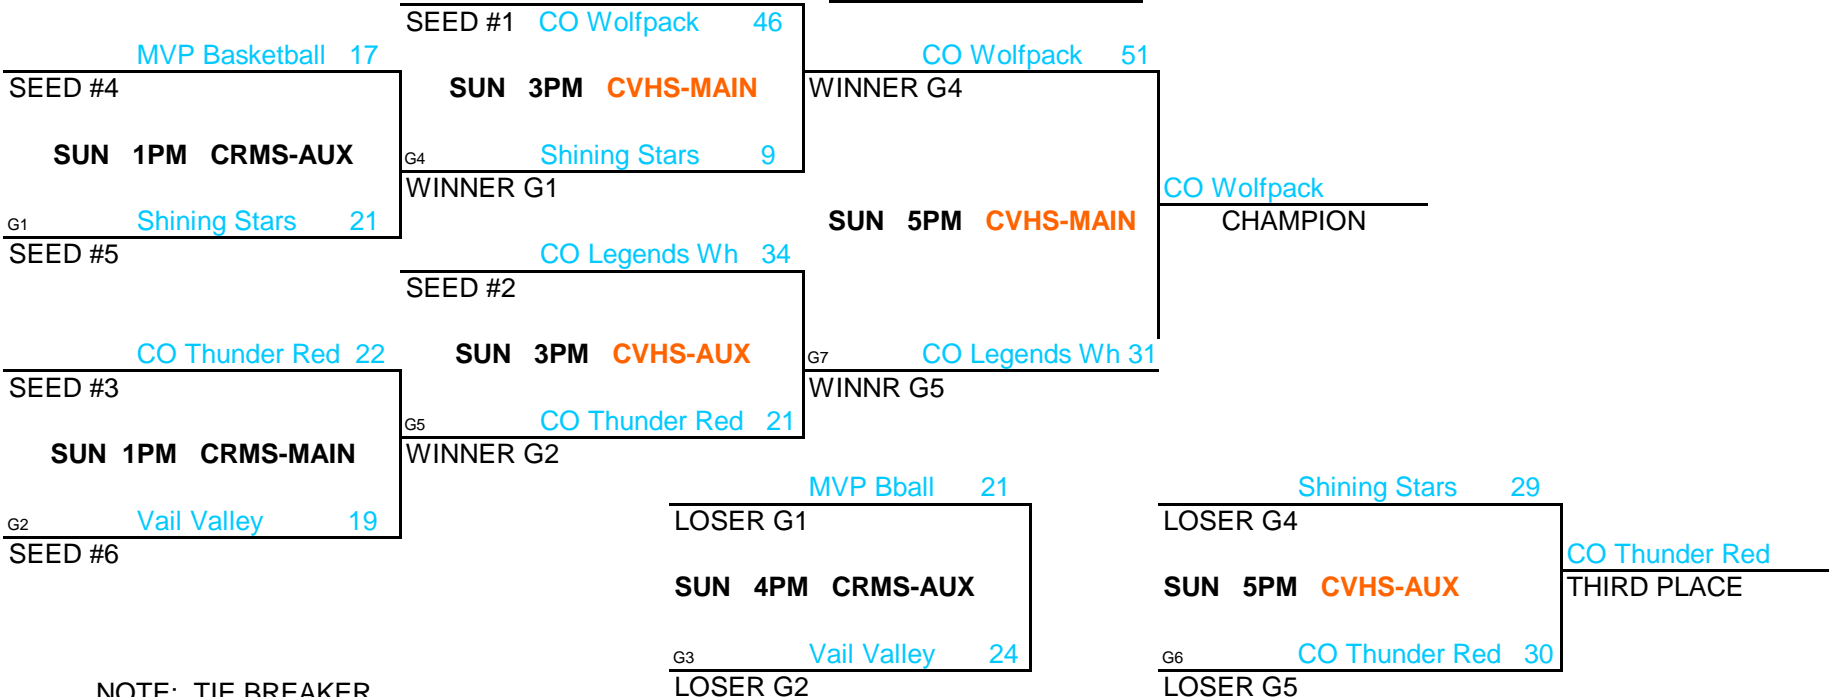 SEED #1 CO Wolfpack 46
MVP Basketball 17
CO Wolfpack 51
SEED #4
SUN 3PM CVHS-MAIN
WINNER G4
SUN 1PM CRMS-AUX
G4 Shining Stars 9
WINNER G1
CO Wolfpack
G1 Shining Stars 21
SUN 5PM CVHS-MAIN
CHAMPION
SEED #5
CO Legends Wh 34
SEED #2
CO Thunder Red 22
SUN 3PM CVHS-AUX
G7 CO Legends Wh 31
SEED #3
WINNR G5
G5 CO Thunder Red 21
SUN 1PM CRMS-MAIN
WINNER G2
MVP Bball 21
Shining Stars 29
G2 Vail Valley 19
LOSER G1
LOSER G4
SEED #6
CO Thunder Red
SUN 4PM CRMS-AUX
SUN 5PM CVHS-AUX
THIRD PLACE
G3 Vail Valley 24
G6 CO Thunder Red 30
NOTE: TIE BREAKER
LOSER G2
LOSER G5